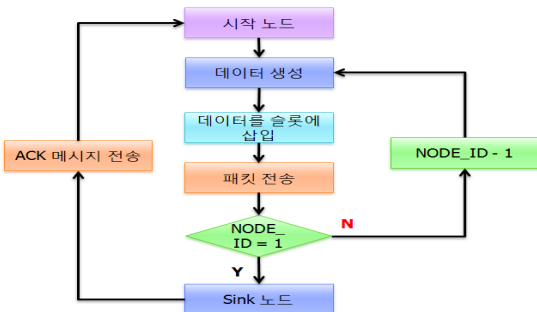 시작 노드
데이터 생성
데이터를 슬롯에
삽입
ACK 메시지 전송
NODE_ID - 1
패킷 전송
NODE_
ID = 1
N
Y
Sink 노드